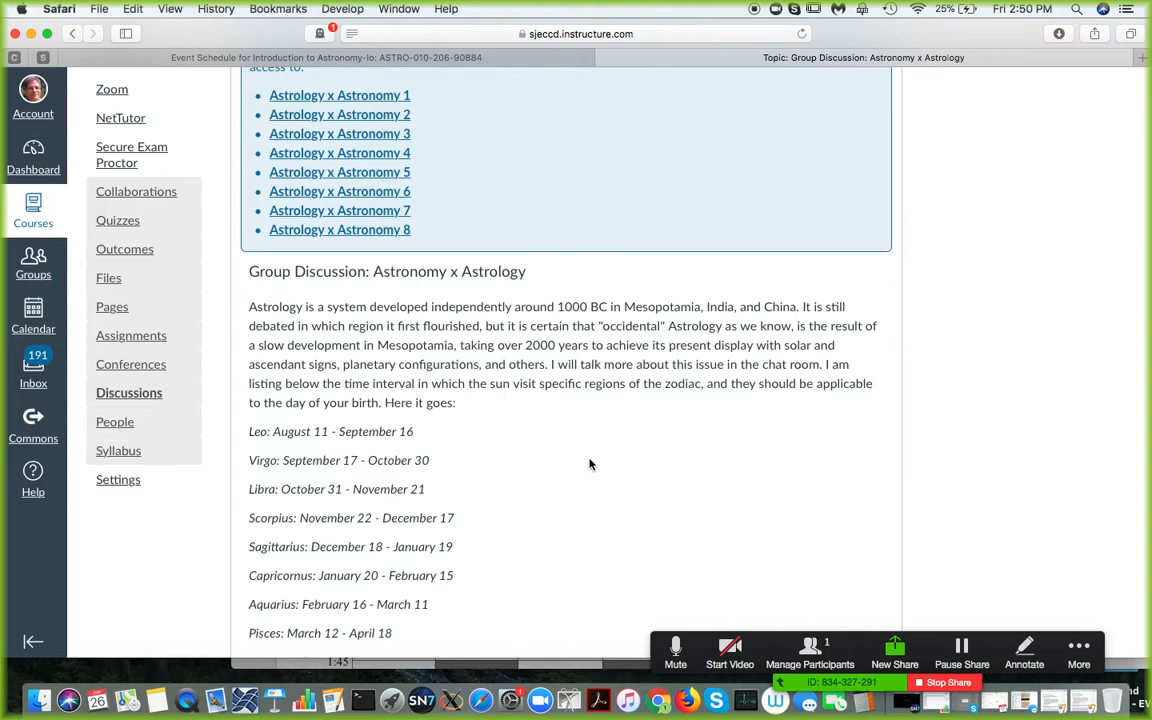 Safari File Edit View History Bookmarks Develop Window Help 25% Fri 2:50 PM
1
sjeccd.instructure.com
C S Event Schedule for Introduction to Astronomy-Io: ASTRO-010-206-90884 Topic: Group Discussion: Astronomy x Astrology
Account
Dashboard
Courses
Groups
Calendar
191
Inbox
Commons
Help
Zoom
NetTutor
Secure Exam
Proctor
Collaborations
Quizzes
Outcomes
Files
Pages
Assignments
Conferences
Discussions
People
Syllabus
Settings
access to:
Astrology x Astronomy 1
Astrology x Astronomy 2
Astrology x Astronomy 3
Astrology x Astronomy 4
Astrology x Astronomy 5
Astrology x Astronomy 6
Astrology x Astronomy 7
Astrology x Astronomy 8
Group Discussion: Astronomy x Astrology
Astrology is a system developed independently around 1000 BC in Mesopotamia, India, and China. It is still
debated in which region it first flourished, but it is certain that "occidental" Astrology as we know, is the result of
a slow development in Mesopotamia, taking over 2000 years to achieve its present display with solar and
ascendant signs, planetary configurations, and others. I will talk more about this issue in the chat room. I am
listing below the time interval in which the sun visit specific regions of the zodiac, and they should be applicable
to the day of your birth. Here it goes:
Leo: August 11 - September 16
Virgo: September 17 - October 30
Libra: October 31 - November 21
Scorpius: November 22 - December 17
Sagittarius: December 18 - January 19
Capricornus: January 20 - February 15
Aquarius: February 16 - March 11
Pisces: March 12 - April 18
1:45
1
Mute Start Video Manage Participants New Share Pause Share Annotate More
ID: 834-327-291 Stop Share
26
SN7
nd